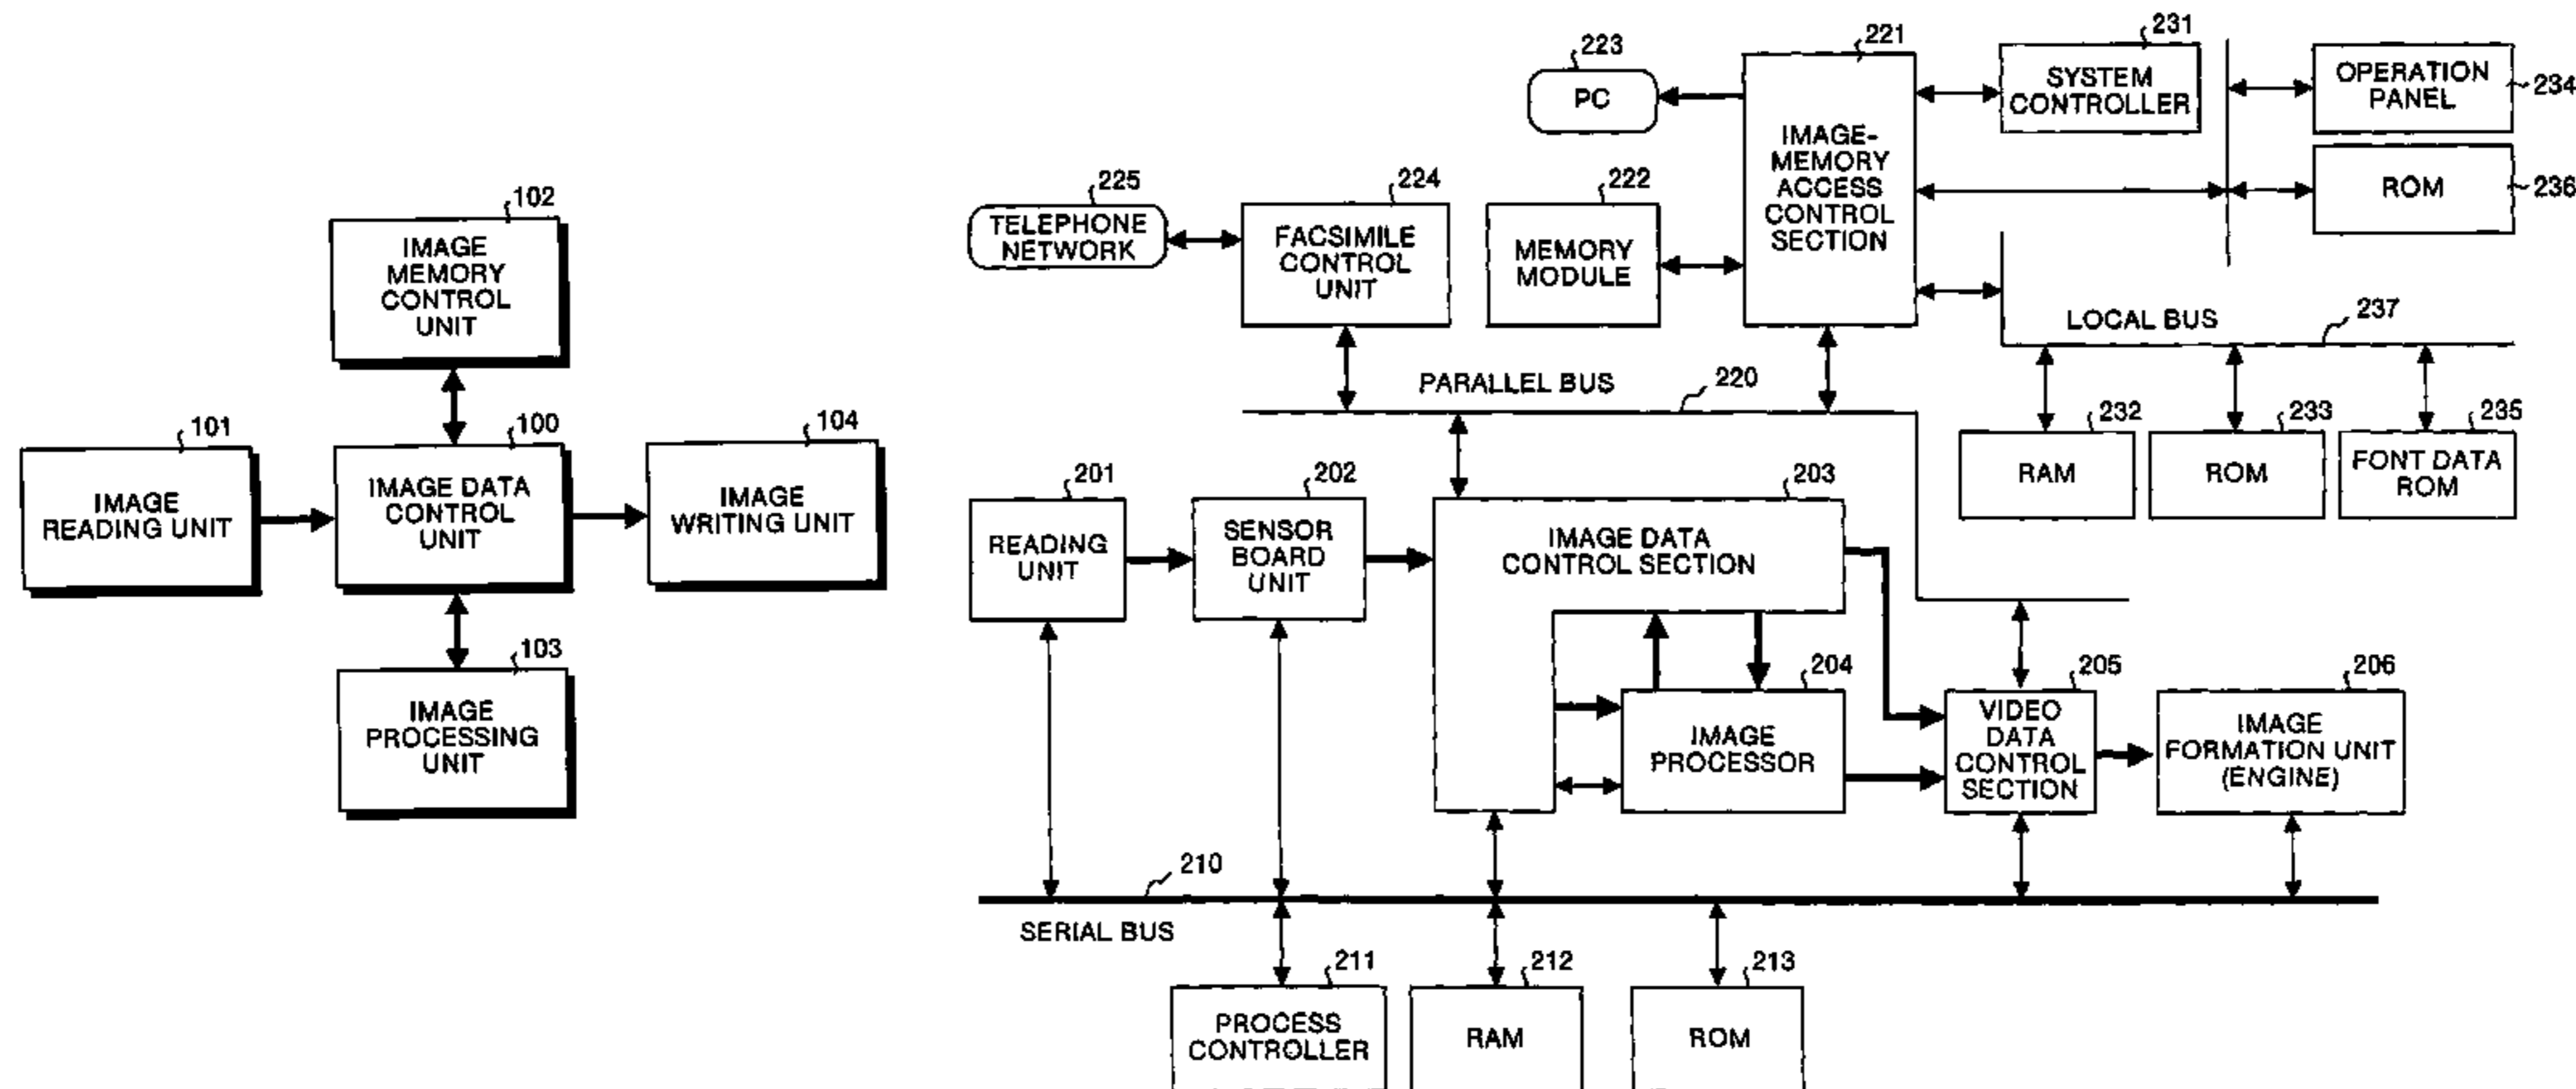 102
IMAGE
MEMORY
CONTROL
UNIT
101
IMAGE
READING UNIT
100
IMAGE DATA
CONTROL
UNIT
104
IMAGE
WRITING UNIT
103
IMAGE
PROCESSING
UNIT
223
PC
221
IMAGE-
MEMORY
ACCESS
CONTROL
SECTION
231
SYSTEM
CONTROLLER
OPERATION
PANEL
234
ROM
236
225
TELEPHONE
NETWORK
224
FACSIMILE
CONTROL
UNIT
222
MEMORY
MODULE
LOCAL BUS
237
PARALLEL BUS
220
232
RAM
233
ROM
235
FONT DATA
ROM
201
READING
UNIT
202
SENSOR
BOARD
UNIT
203
IMAGE DATA
CONTROL SECTION
204
IMAGE
PROCESSOR
205
VIDEO
DATA
CONTROL
SECTION
206
IMAGE
FORMATION UNIT
(ENGINE)
210
SERIAL BUS
211
PROCESS
CONTROLLER
212
RAM
213
ROM